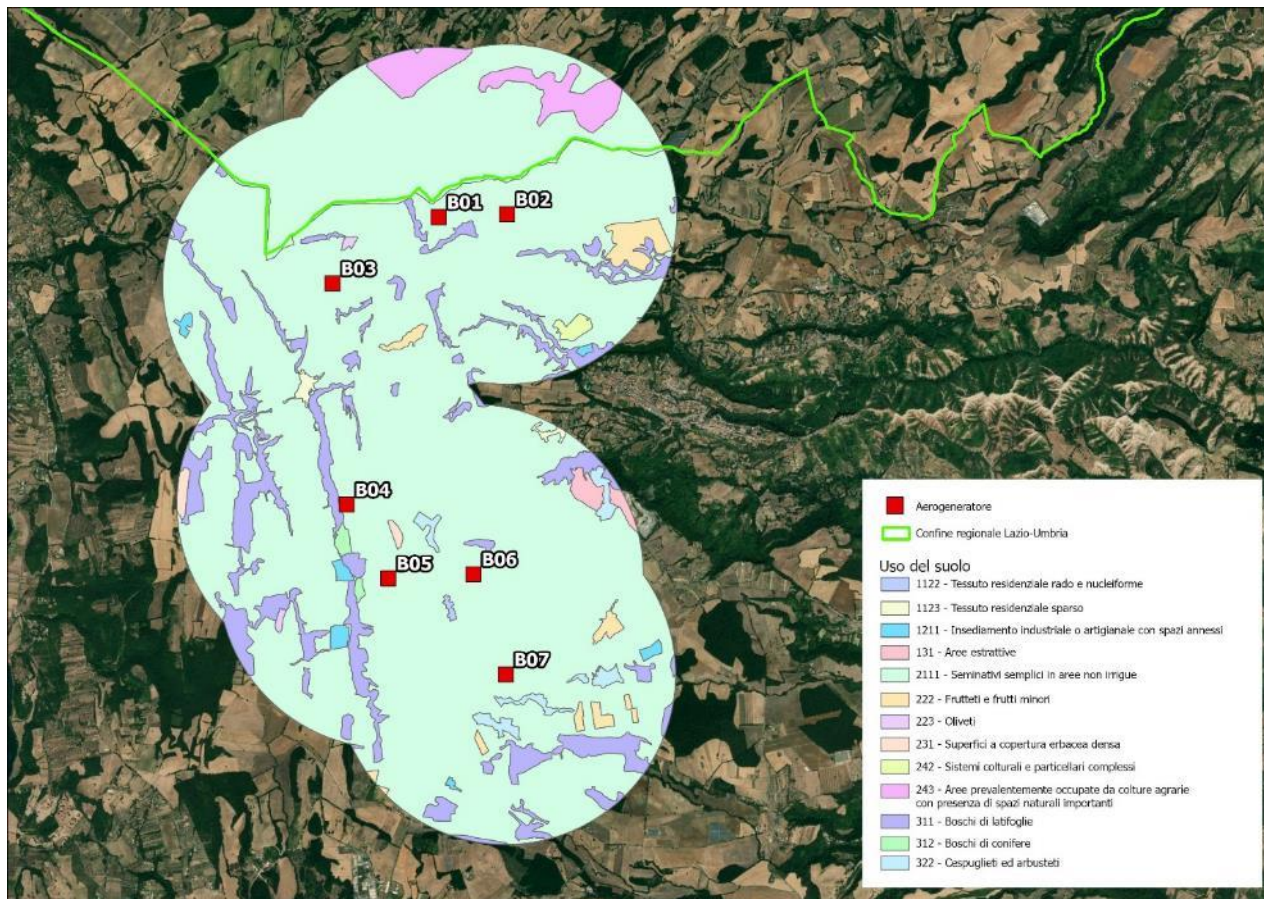 B01
B02
B03
B04
B05
B06
B07
Aerogeneratore
Confine regionale Lazio-Umbria
Uso del suolo
1122 - Tessuto residenziale rado e nucleiforme
1123 - Tessuto residenziale sparso
1211 - Insediamento industriale o artigianale con spazi annessi
131 - Aree estrattive
2111 - Seminativi semplici in aree non irrigue
222 - Frutteti e frutti minori
223 - Oliveti
231 - Superfici a copertura erbacea densa
242 - Sistemi colturali e particellari complessi
243 - Aree prevalentemente occupate da colture agrarie
con presenza di spazi naturali importanti
311 - Boschi di latifoglie
312 - Boschi di conifere
322 - Cespuglieti ed arbusteti